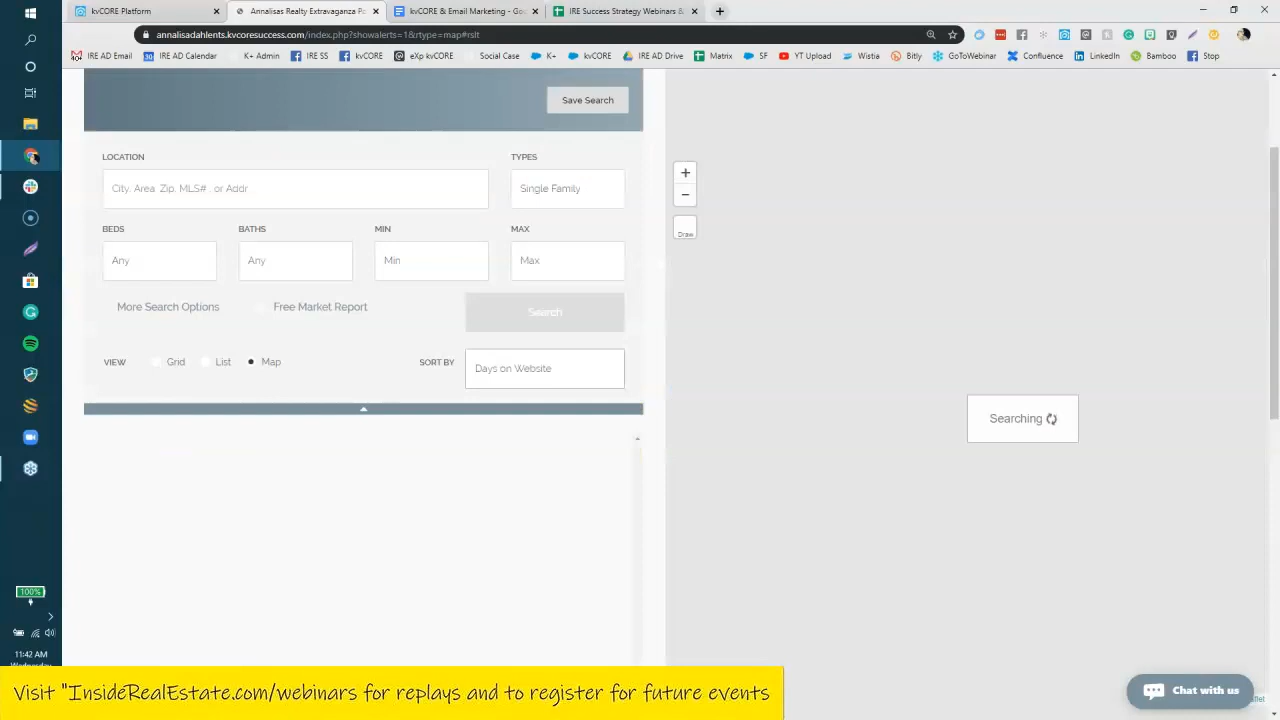 kvCORE Platform
Annalisas Realty Extravaganza Po
kvCORE & Email Marketing - Goo
IRE Success Strategy Webinars &
annalisadahlents.kvcoresuccess.com/index.php?showalerts=1&rtype=map#rslt
IRE AD Email
IRE AD Calendar
K+ Admin
IRE SS
kvCORE
eXp kvCORE
Salesforce
K+
kvCORE
IRE AD Drive
Matrix
SF
YT Upload
Wistia
Bitly
GoToWebinar
Confluence
LinkedIn
Bamboo
Stop
Save Search
LOCATION
TYPES
City, Area, Zip, MLS# , or Addr
Single Family
BEDS
BATHS
MIN
MAX
Any
Any
Min
Max
More Search Options
Free Market Report
Search
VIEW
Grid
List
Map
SORT BY
Days on Website
Draw
Searching
100%
11:42 AM
Wednesday
Visit "InsideRealEstate.com/webinars for replays and to register for future events
Chat with us